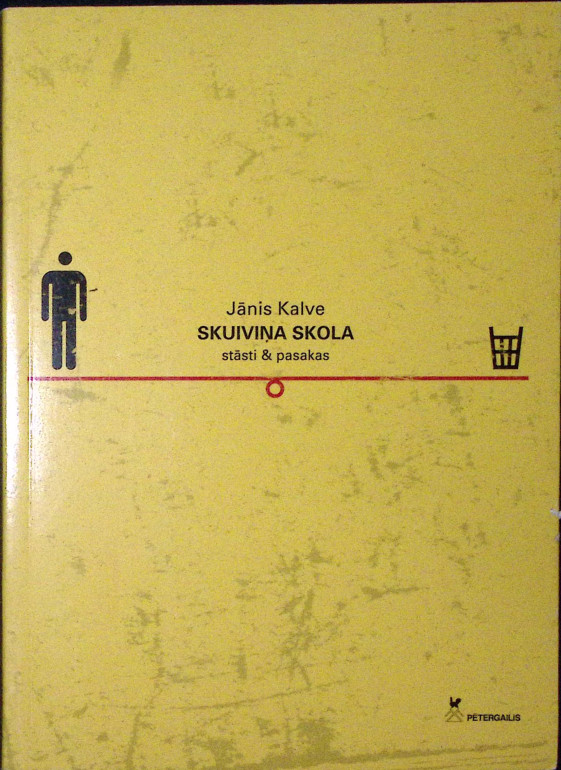 Jānis Kalve
SKUIVIŅA SKOLA
stāsti & pasakas
PĒTERGAILIS